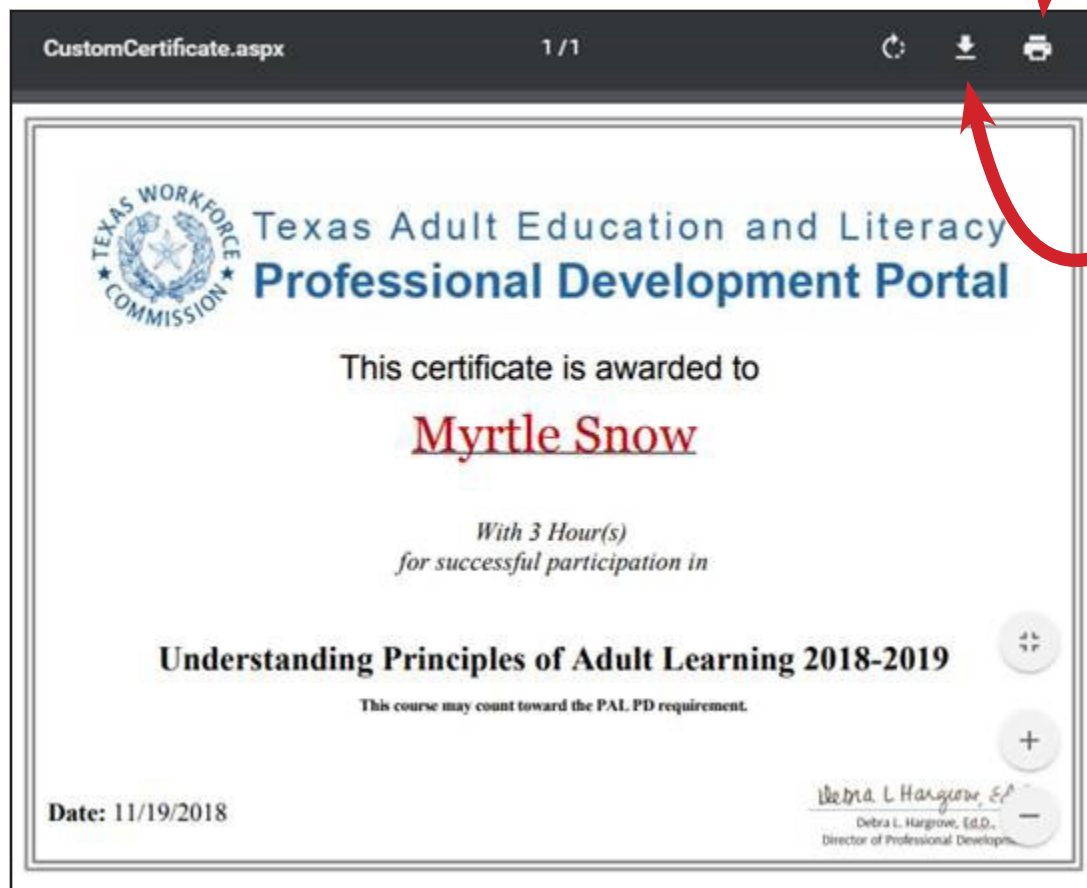 CustomCertificate.aspx 1 / 1
TEXAS WORKFORCE COMMISSION
Texas Adult Education and Literacy
Professional Development Portal
This certificate is awarded to
Myrtle Snow
With 3 Hour(s)
for successful participation in
Understanding Principles of Adult Learning 2018-2019
This course may count toward the PAL PD requirement.
Date: 11/19/2018
Debra L Hargrove, Ed
Debra L. Hargrove, Ed.D.,
Director of Professional Developm